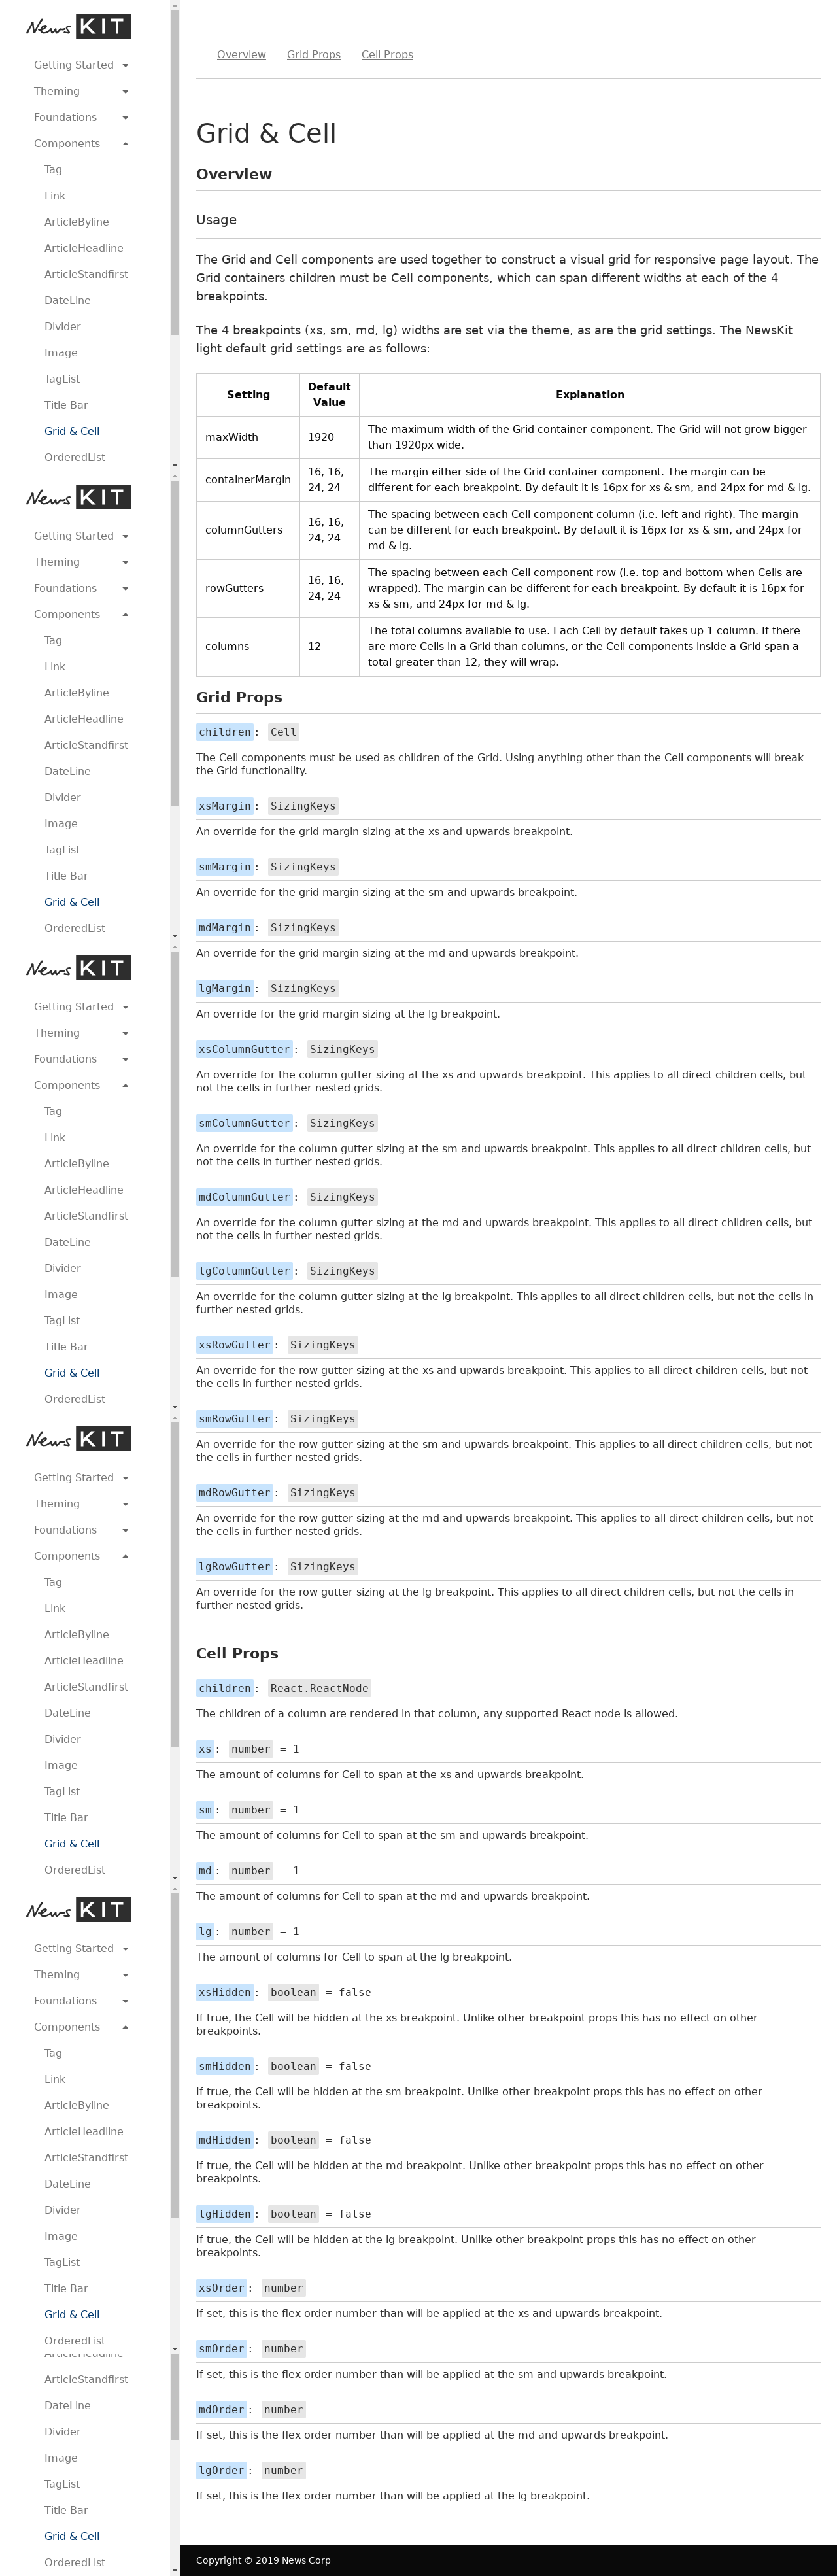 News KIT
Getting Started
Theming
Foundations
Components
Tag
Link
ArticleByline
ArticleHeadline
ArticleStandfirst
DateLine
Divider
Image
TagList
Title Bar
Grid & Cell
OrderedList
News KIT
Getting Started
Theming
Foundations
Components
Tag
Link
ArticleByline
ArticleHeadline
ArticleStandfirst
DateLine
Divider
Image
TagList
Title Bar
Grid & Cell
OrderedList
News KIT
Getting Started
Theming
Foundations
Components
Tag
Link
ArticleByline
ArticleHeadline
ArticleStandfirst
DateLine
Divider
Image
TagList
Title Bar
Grid & Cell
OrderedList
News KIT
Getting Started
Theming
Foundations
Components
Tag
Link
ArticleByline
ArticleHeadline
ArticleStandfirst
DateLine
Divider
Image
TagList
Title Bar
Grid & Cell
OrderedList
News KIT
Getting Started
Theming
Foundations
Components
Tag
Link
ArticleByline
ArticleHeadline
ArticleStandfirst
DateLine
Divider
Image
TagList
Title Bar
Grid & Cell
OrderedList
ArticleHeadline
ArticleStandfirst
DateLine
Divider
Image
TagList
Title Bar
Grid & Cell
OrderedList
Overview Grid Props Cell Props
Grid & Cell
Overview
Usage
The Grid and Cell components are used together to construct a visual grid for responsive page layout. The
Grid containers children must be Cell components, which can span different widths at each of the 4
breakpoints.
The 4 breakpoints (xs, sm, md, lg) widths are set via the theme, as are the grid settings. The NewsKit
light default grid settings are as follows:
Setting
Default
Value
Explanation
maxWidth
1920
The maximum width of the Grid container component. The Grid will not grow bigger
than 1920px wide.
containerMargin
16, 16,
24, 24
The margin either side of the Grid container component. The margin can be
different for each breakpoint. By default it is 16px for xs & sm, and 24px for md & lg.
columnGutters
16, 16,
24, 24
The spacing between each Cell component column (i.e. left and right). The margin
can be different for each breakpoint. By default it is 16px for xs & sm, and 24px for
md & lg.
rowGutters
16, 16,
24, 24
The spacing between each Cell component row (i.e. top and bottom when Cells are
wrapped). The margin can be different for each breakpoint. By default it is 16px for
xs & sm, and 24px for md & lg.
columns
12
The total columns available to use. Each Cell by default takes up 1 column. If there
are more Cells in a Grid than columns, or the Cell components inside a Grid span a
total greater than 12, they will wrap.
Grid Props
children: Cell
The Cell components must be used as children of the Grid. Using anything other than the Cell components will break
the Grid functionality.
xsMargin: SizingKeys
An override for the grid margin sizing at the xs and upwards breakpoint.
smMargin: SizingKeys
An override for the grid margin sizing at the sm and upwards breakpoint.
mdMargin: SizingKeys
An override for the grid margin sizing at the md and upwards breakpoint.
lgMargin: SizingKeys
An override for the grid margin sizing at the lg breakpoint.
xsColumnGutter: SizingKeys
An override for the column gutter sizing at the xs and upwards breakpoint. This applies to all direct children cells, but
not the cells in further nested grids.
smColumnGutter: SizingKeys
An override for the column gutter sizing at the sm and upwards breakpoint. This applies to all direct children cells, but
not the cells in further nested grids.
mdColumnGutter: SizingKeys
An override for the column gutter sizing at the md and upwards breakpoint. This applies to all direct children cells, but
not the cells in further nested grids.
lgColumnGutter: SizingKeys
An override for the column gutter sizing at the lg breakpoint. This applies to all direct children cells, but not the cells in
further nested grids.
xsRowGutter: SizingKeys
An override for the row gutter sizing at the xs and upwards breakpoint. This applies to all direct children cells, but not
the cells in further nested grids.
smRowGutter: SizingKeys
An override for the row gutter sizing at the sm and upwards breakpoint. This applies to all direct children cells, but not
the cells in further nested grids.
mdRowGutter: SizingKeys
An override for the row gutter sizing at the md and upwards breakpoint. This applies to all direct children cells, but not
the cells in further nested grids.
lgRowGutter: SizingKeys
An override for the row gutter sizing at the lg breakpoint. This applies to all direct children cells, but not the cells in
further nested grids.
Cell Props
children: React.ReactNode
The children of a column are rendered in that column, any supported React node is allowed.
xs: number = 1
The amount of columns for Cell to span at the xs and upwards breakpoint.
sm: number = 1
The amount of columns for Cell to span at the sm and upwards breakpoint.
md: number = 1
The amount of columns for Cell to span at the md and upwards breakpoint.
lg: number = 1
The amount of columns for Cell to span at the lg breakpoint.
xsHidden: boolean = false
If true, the Cell will be hidden at the xs breakpoint. Unlike other breakpoint props this has no effect on other
breakpoints.
smHidden: boolean = false
If true, the Cell will be hidden at the sm breakpoint. Unlike other breakpoint props this has no effect on other
breakpoints.
mdHidden: boolean = false
If true, the Cell will be hidden at the md breakpoint. Unlike other breakpoint props this has no effect on other
breakpoints.
lgHidden: boolean = false
If true, the Cell will be hidden at the lg breakpoint. Unlike other breakpoint props this has no effect on other
breakpoints.
xsOrder: number
If set, this is the flex order number than will be applied at the xs and upwards breakpoint.
smOrder: number
If set, this is the flex order number than will be applied at the sm and upwards breakpoint.
mdOrder: number
If set, this is the flex order number than will be applied at the md and upwards breakpoint.
lgOrder: number
If set, this is the flex order number than will be applied at the lg breakpoint.
Copyright © 2019 News Corp